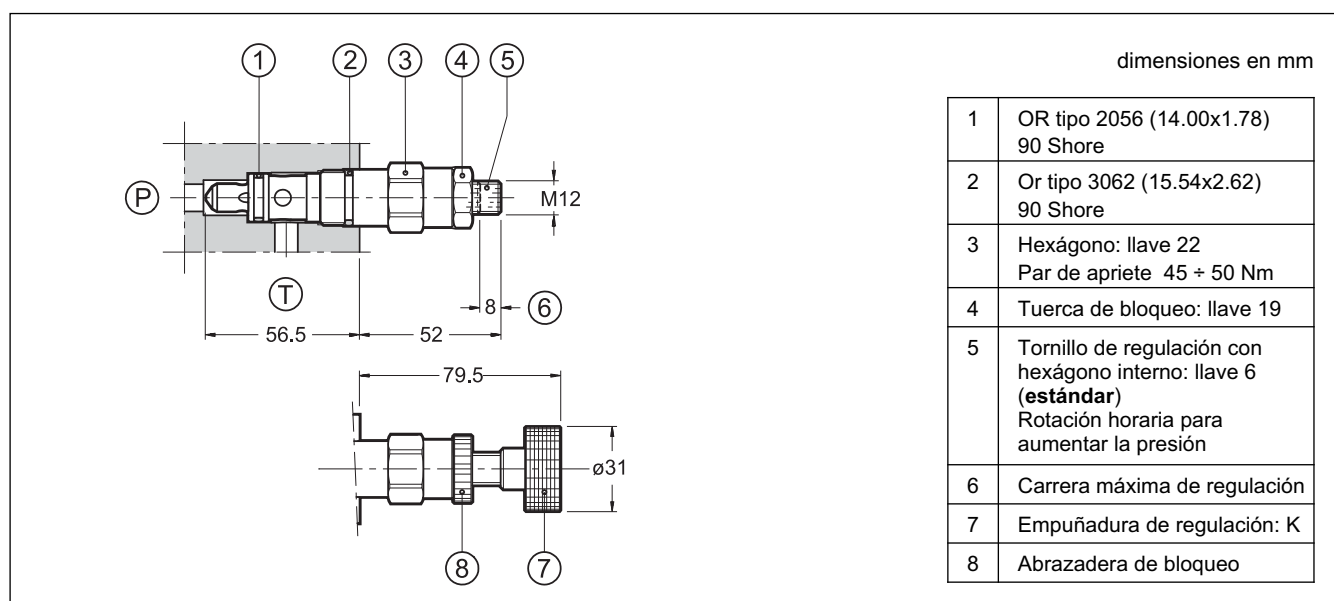 1
2
3
4
5
dimensiones en mm
P
M12
T
8
6
56.5
52
79.5
ø31
8
7
1
OR tipo 2056 (14.00x1.78)
90 Shore
2
Or tipo 3062 (15.54x2.62)
90 Shore
3
Hexágóno: llave 22
Par de apriete 45 ÷ 50 Nm
4
Tuerca de bloqueo: llave 19
5
Tornillo de regulación con
hexágono interno: llave 6
(estándar)
Rotación horaria para
aumentar la presión
6
Carrera máxima de regulación
7
Empuñadura de regulación: K
8
Abrazadera de bloqueo